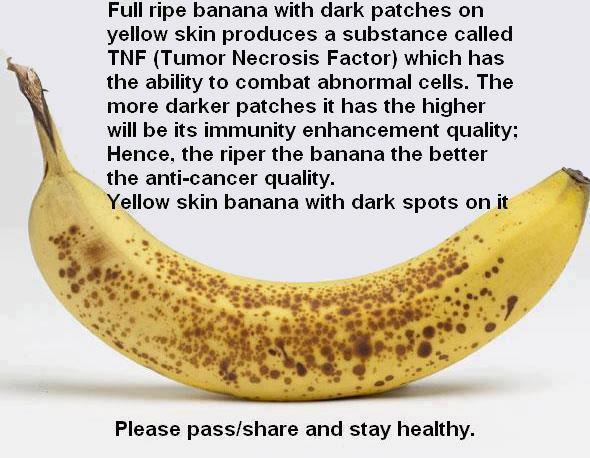 Full ripe banana with dark patches on
yellow skin produces a substance called
TNF (Tumor Necrosis Factor) which has
the ability to combat abnormal cells. The
more darker patches it has the higher
will be its immunity enhancement quality;
Hence, the riper the banana the better
the anti-cancer quality.
Yellow skin banana with dark spots on it
Please pass/share and stay healthy.